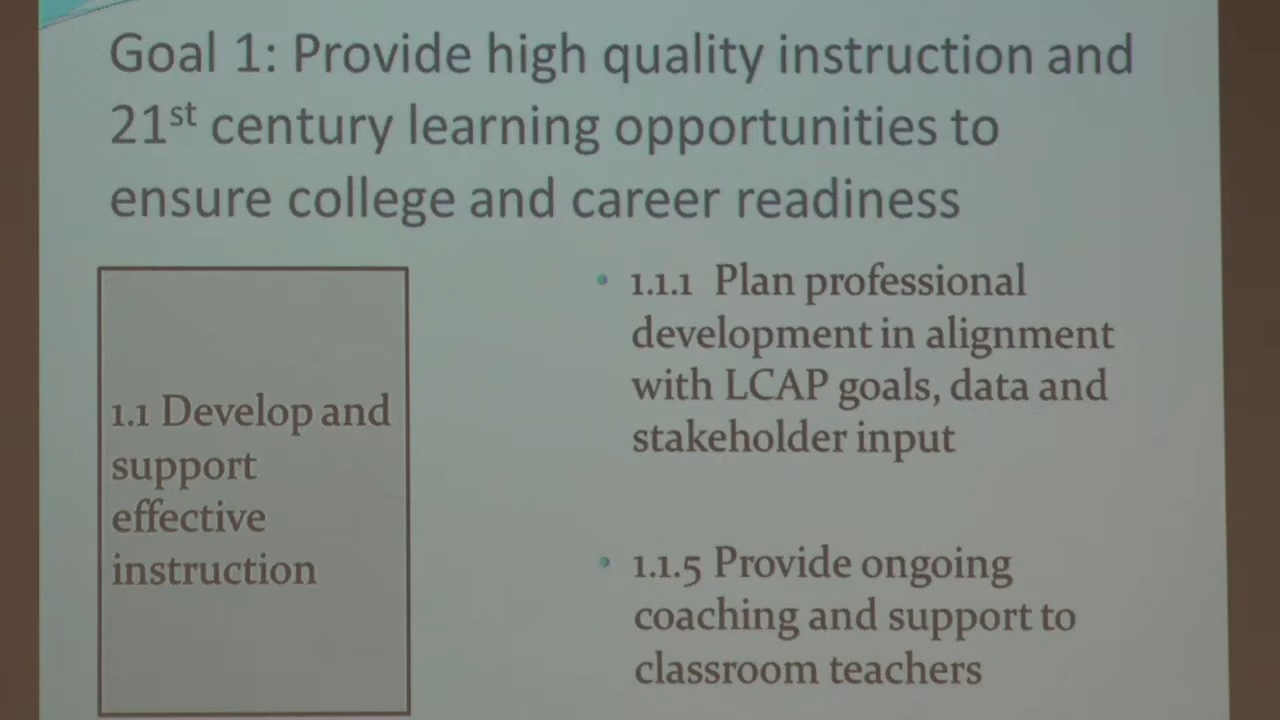 Goal 1: Provide high quality instruction and
21st century learning opportunities to
ensure college and career readiness
1.1 Develop and
support
effective
instruction
• 1.1.1 Plan professional
development in alignment
with LCAP goals, data and
stakeholder input
• 1.1.5 Provide ongoing
coaching and support to
classroom teachers